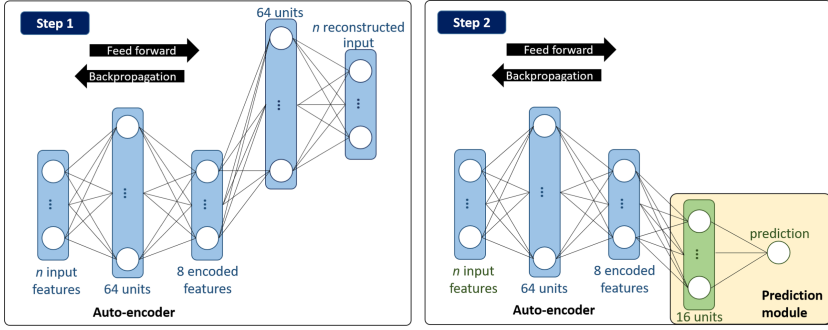 Step 1
Feed forward
Backpropagation
64 units
n reconstructed
input
...
...
...
...
...
n input
features
64 units
8 encoded
features
Auto-encoder
Step 2
Feed forward
Backpropagation
...
...
...
...
prediction
n input
features
64 units
8 encoded
features
16 units
Auto-encoder
Prediction
module